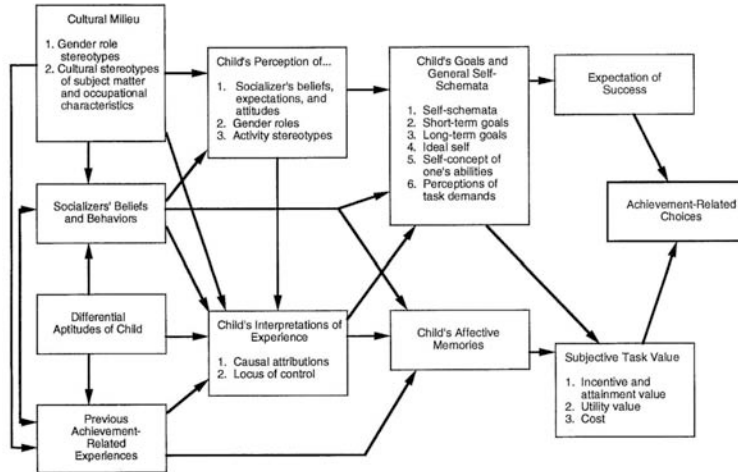 Cultural Milieu
1. Gender role
stereotypes
2. Cultural stereotypes
of subject matter
and occupational
characteristics
Socializers' Beliefs
and Behaviors
Differential
Aptitudes of Child
Previous
Achievement-
Related
Experiences
Child's Perception of...
1. Socializer's beliefs,
expectations, and
attitudes
2. Gender roles
3. Activity stereotypes
Child's Interpretations of
Experience
1. Causal attributions
2. Locus of control
Child's Goals and
General Self-
Schemata
1. Self-schemata
2. Short-term goals
3. Long-term goals
4. Ideal self
5. Self-concept of
one's abilities
6. Perceptions of
task demands
Child's Affective
Memories
Expectation of
Success
Achievement-Related
Choices
Subjective Task Value
1. Incentive and
attainment value
2. Utility value
3. Cost